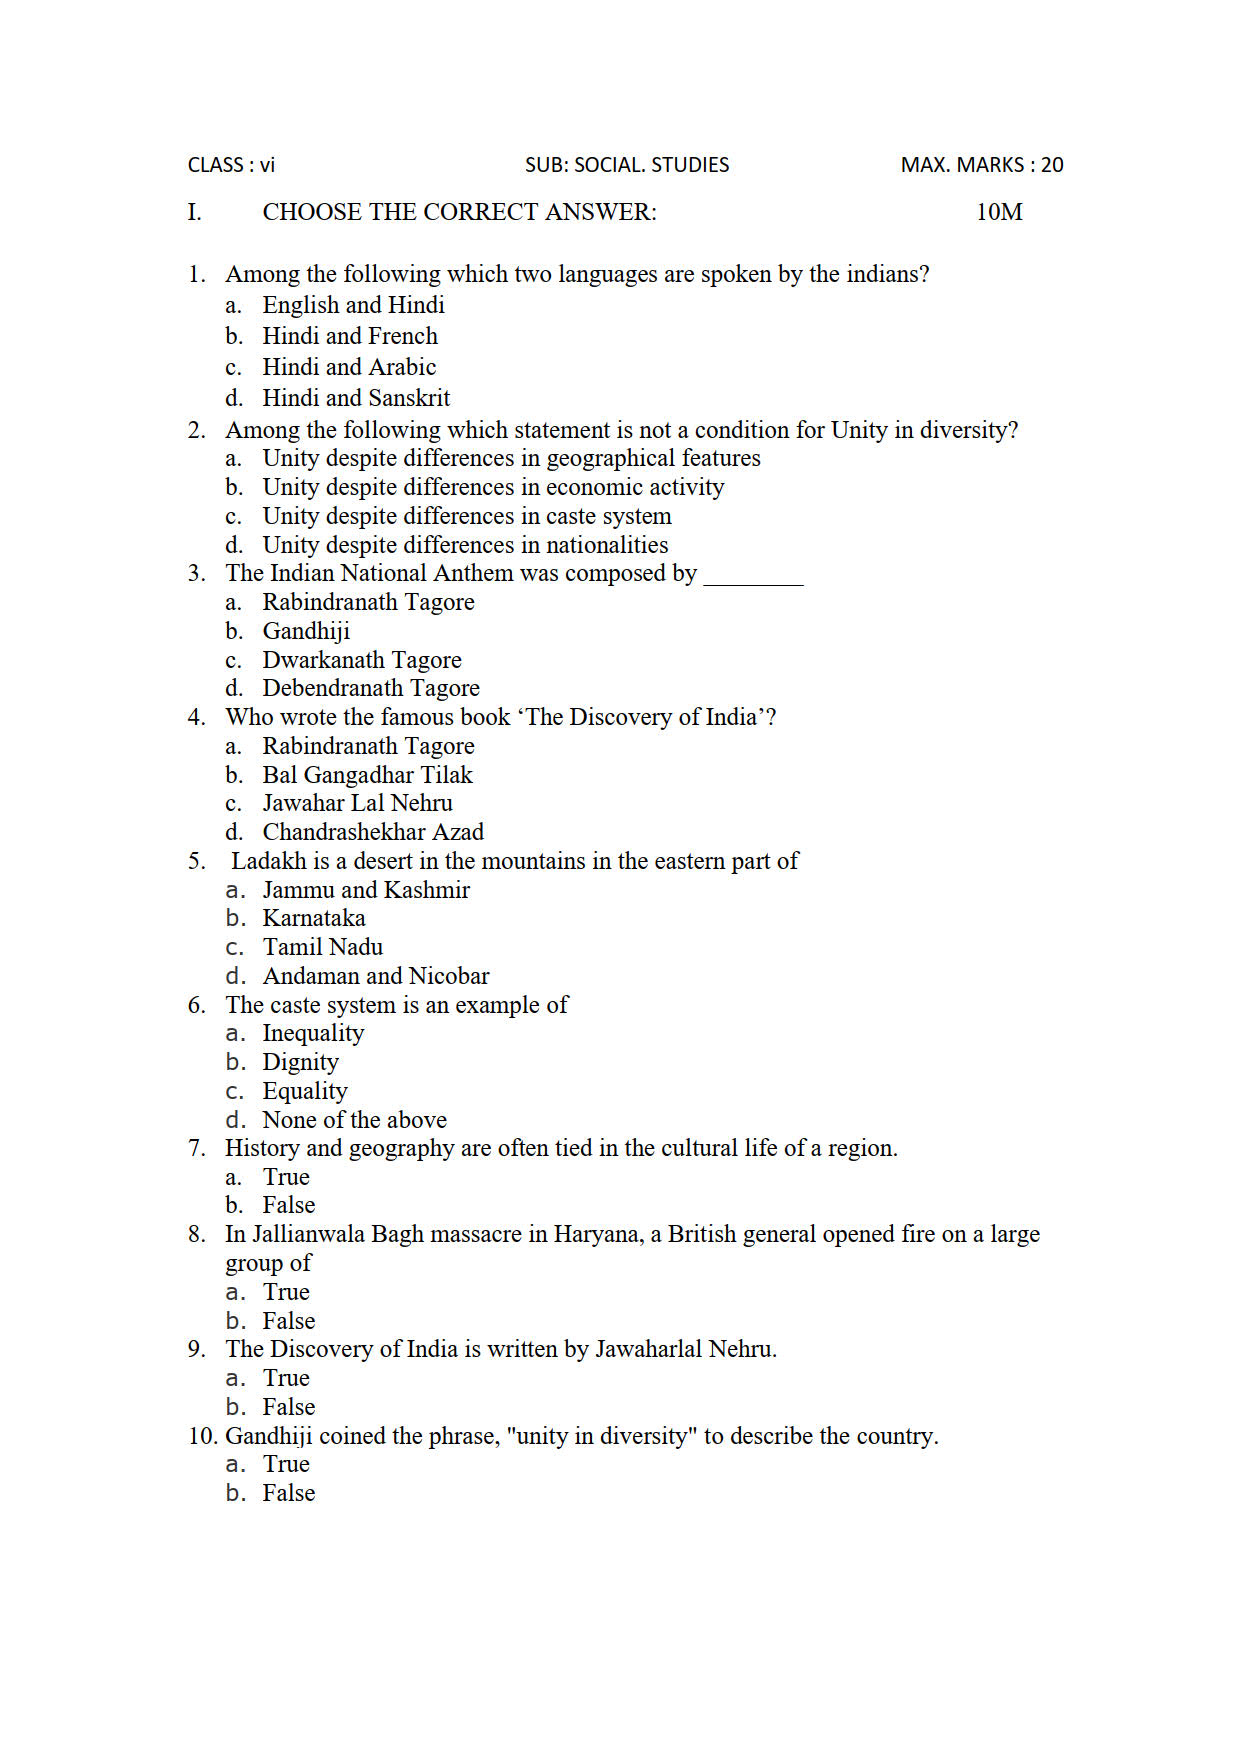 CLASS : vi SUB: SOCIAL. STUDIES MAX. MARKS : 20
I. CHOOSE THE CORRECT ANSWER: 10M
1. Among the following which two languages are spoken by the indians?
a. English and Hindi
b. Hindi and French
c. Hindi and Arabic
d. Hindi and Sanskrit
2. Among the following which statement is not a condition for Unity in diversity?
a. Unity despite differences in geographical features
b. Unity despite differences in economic activity
c. Unity despite differences in caste system
d. Unity despite differences in nationalities
3. The Indian National Anthem was composed by ________
a. Rabindranath Tagore
b. Gandhiji
c. Dwarkanath Tagore
d. Debendranath Tagore
4. Who wrote the famous book ‘The Discovery of India’?
a. Rabindranath Tagore
b. Bal Gangadhar Tilak
c. Jawahar Lal Nehru
d. Chandrashekhar Azad
5. Ladakh is a desert in the mountains in the eastern part of
a. Jammu and Kashmir
b. Karnataka
c. Tamil Nadu
d. Andaman and Nicobar
6. The caste system is an example of
a. Inequality
b. Dignity
c. Equality
d. None of the above
7. History and geography are often tied in the cultural life of a region.
a. True
b. False
8. In Jallianwala Bagh massacre in Haryana, a British general opened fire on a large
group of
a. True
b. False
9. The Discovery of India is written by Jawaharlal Nehru.
a. True
b. False
10. Gandhiji coined the phrase, "unity in diversity" to describe the country.
a. True
b. False